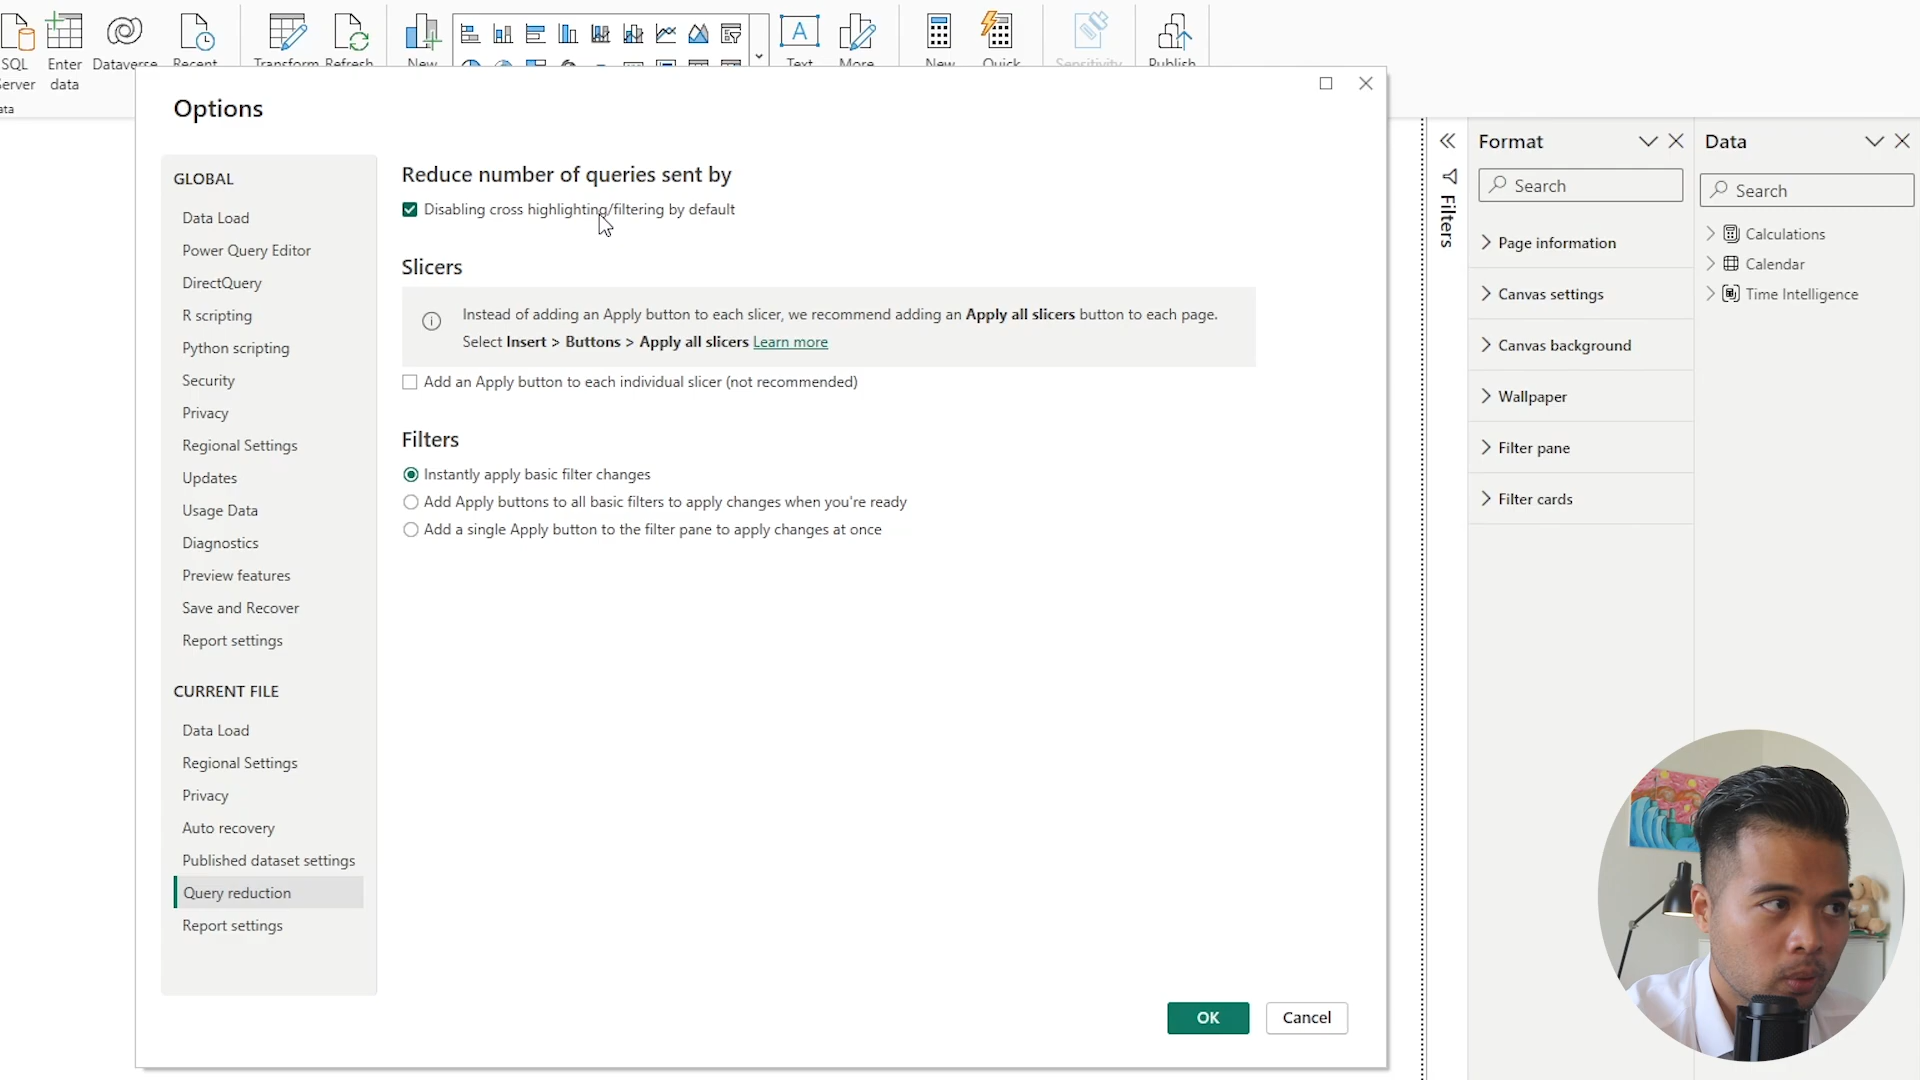 SQL
Server
Enter
data
Dataverse
Recent
Transform
Refresh
New
Text
More
New
Quick
Sensitivity
Publish
Options
GLOBAL
Data Load
Power Query Editor
DirectQuery
R scripting
Python scripting
Security
Privacy
Regional Settings
Updates
Usage Data
Diagnostics
Preview features
Save and Recover
Report settings
CURRENT FILE
Data Load
Regional Settings
Privacy
Auto recovery
Published dataset settings
Query reduction
Report settings
Reduce number of queries sent by
Disabling cross highlighting/filtering by default
Slicers
Instead of adding an Apply button to each slicer, we recommend adding an Apply all slicers button to each page.
Select Insert > Buttons > Apply all slicers Learn more
Add an Apply button to each individual slicer (not recommended)
Filters
Instantly apply basic filter changes
Add Apply buttons to all basic filters to apply changes when you're ready
Add a single Apply button to the filter pane to apply changes at once
OK
Cancel
Filters
Format
Search
Page information
Canvas settings
Canvas background
Wallpaper
Filter pane
Filter cards
Data
Search
Calculations
Calendar
Time Intelligence